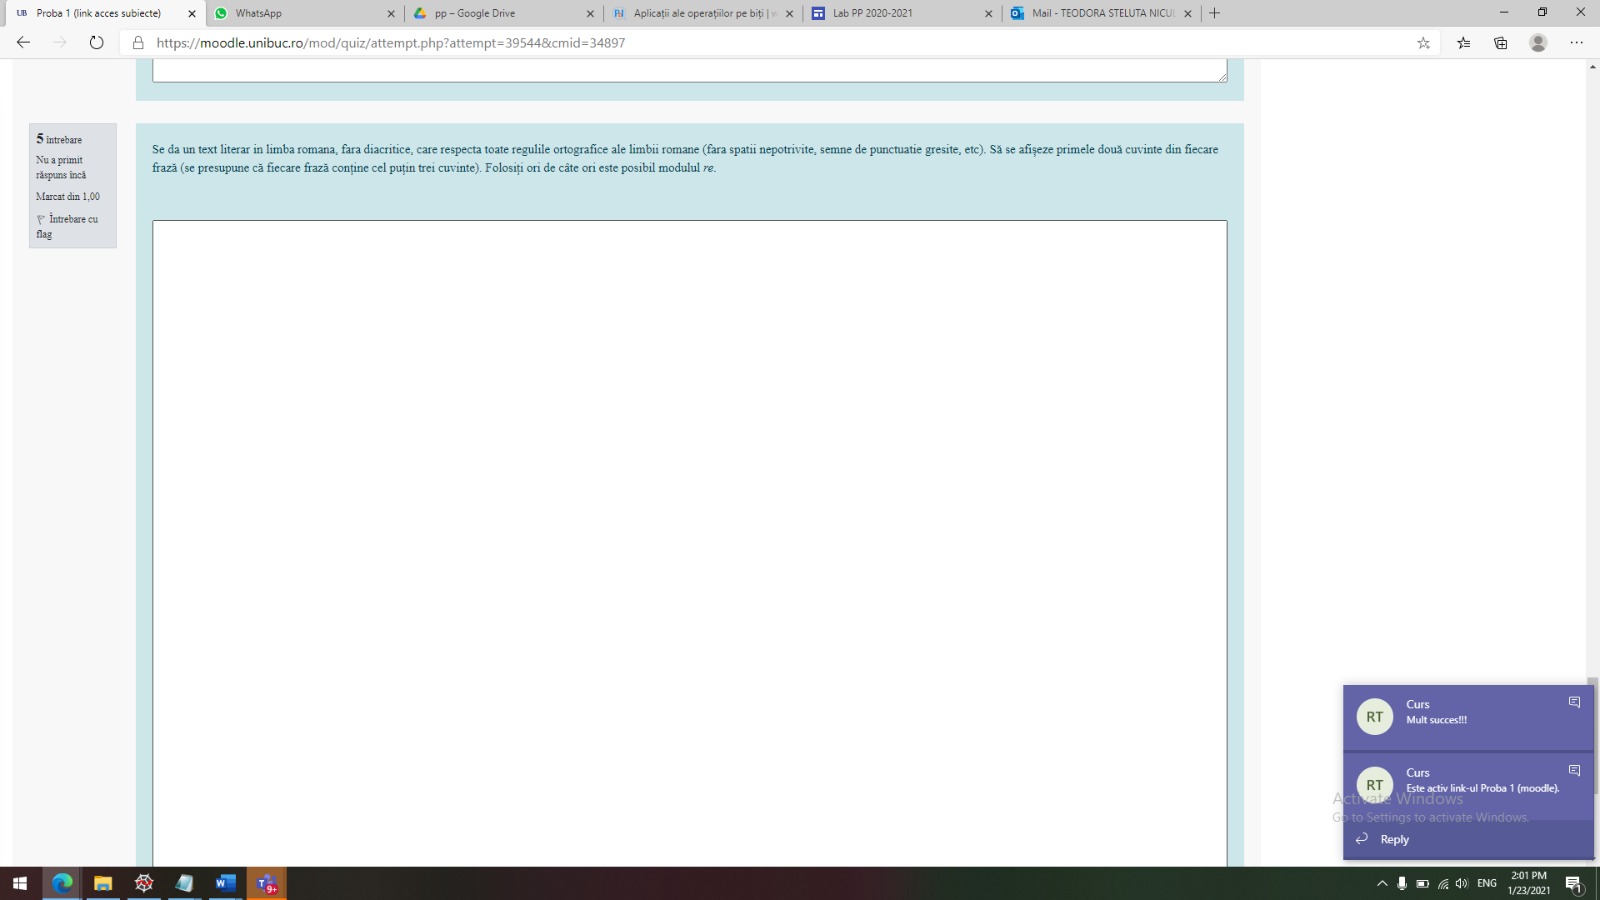 Proba 1 (link acces subiecte)
WhatsApp
pp – Google Drive
Aplicații ale operațiilor pe biți |
Lab PP 2020-2021
Mail - TEODORA STELUTA NICU
https://moodle.unibuc.ro/mod/quiz/attempt.php?attempt=39544&cmid=34897
5 întrebare
Nu a primit
răspuns încă
Marcat din 1,00
Întrebare cu
flag
Se da un text literar in limba romana, fara diacritice, care respecta toate regulile ortografice ale limbii romane (fara spatii nepotrivite, semne de punctuatie gresite, etc). Să se afișeze primele două cuvinte din fiecare
frază (se presupune că fiecare frază conține cel puțin trei cuvinte). Folosiți ori de câte ori este posibil modulul re.
RT
Curs
Mult succes!!!
RT
Curs
Este activ link-ul Proba 1 (moodle).
Activate Windows
Go to Settings to activate Windows.
Reply
9+
ENG
2:01 PM
1/23/2021
1